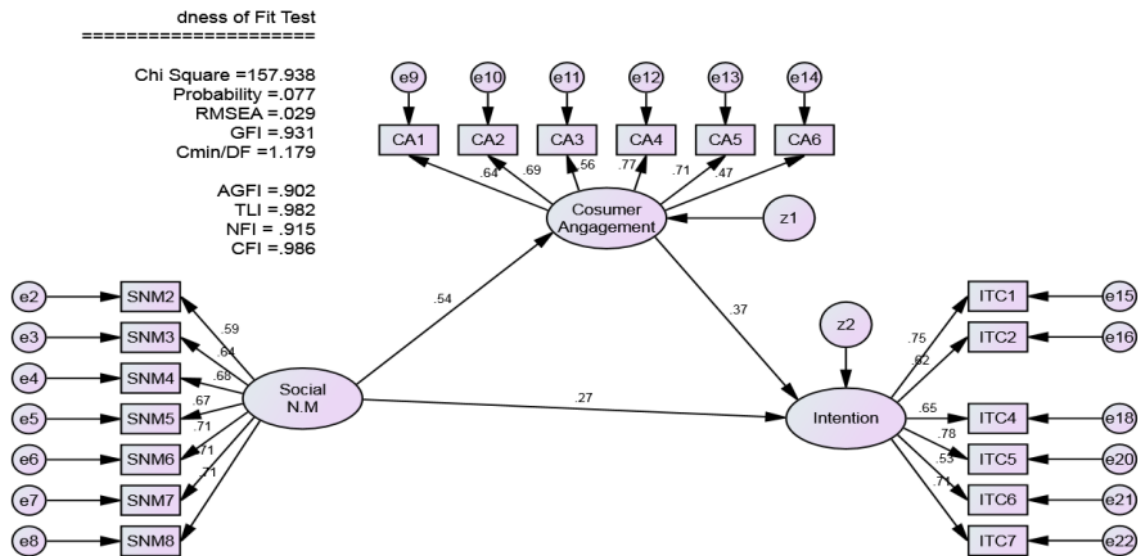 dness of Fit Test
=====================
Chi Square =157.938
Probability =.077
RMSEA =.029
GFI =.931
Cmin/DF =1.179
AGFI =.902
TLI =.982
NFI =.915
CFI =.986
e9 e10 e11 e12 e13 e14
CA1 CA2 CA3 CA4 CA5 CA6
.64 .69 .56 .77 .71 .47
Cosumer
Angagement
z1
.54
.37
.27
e2 SNM2 .59
e3 SNM3 .64
e4 SNM4 .68
e5 SNM5 .67
e6 SNM6 .71
e7 SNM7 .71
e8 SNM8 .71
Social
N.M
z2
Intention
.75 ITC1 e15
.62 ITC2 e16
.65 ITC4 e18
.78 ITC5 e20
.53 ITC6 e21
.71 ITC7 e22